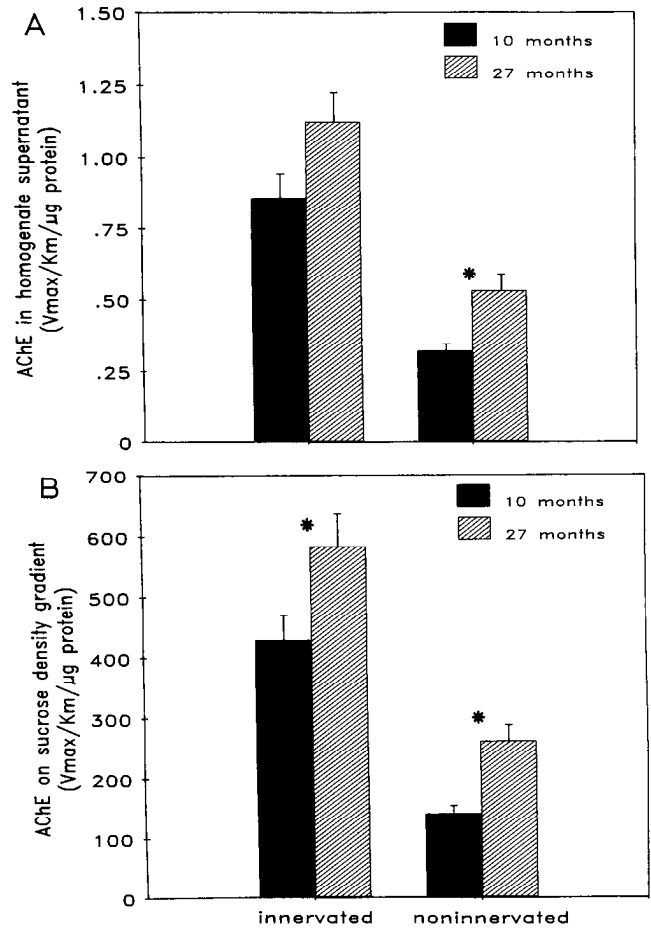 A
1.50
1.25
1.00
.75
0.50
.25
0
AChE in homogenate supernatant
(Vmax/Km/µg protein)
10 months
27 months
*
B
700
600
500
400
300
200
100
0
AChE on sucrose density gradient
(Vmax/Km/µg protein)
10 months
27 months
*
*
innervated noninnervated